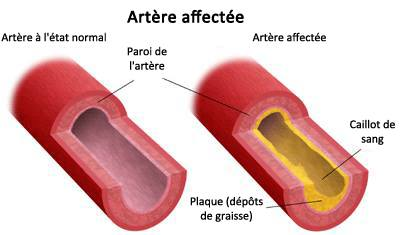 Artère affectée
Artère à l'état normal
Paroi de
l'artère
Artère affectée
Caillot de
sang
Plaque (dépôts
de graisse)